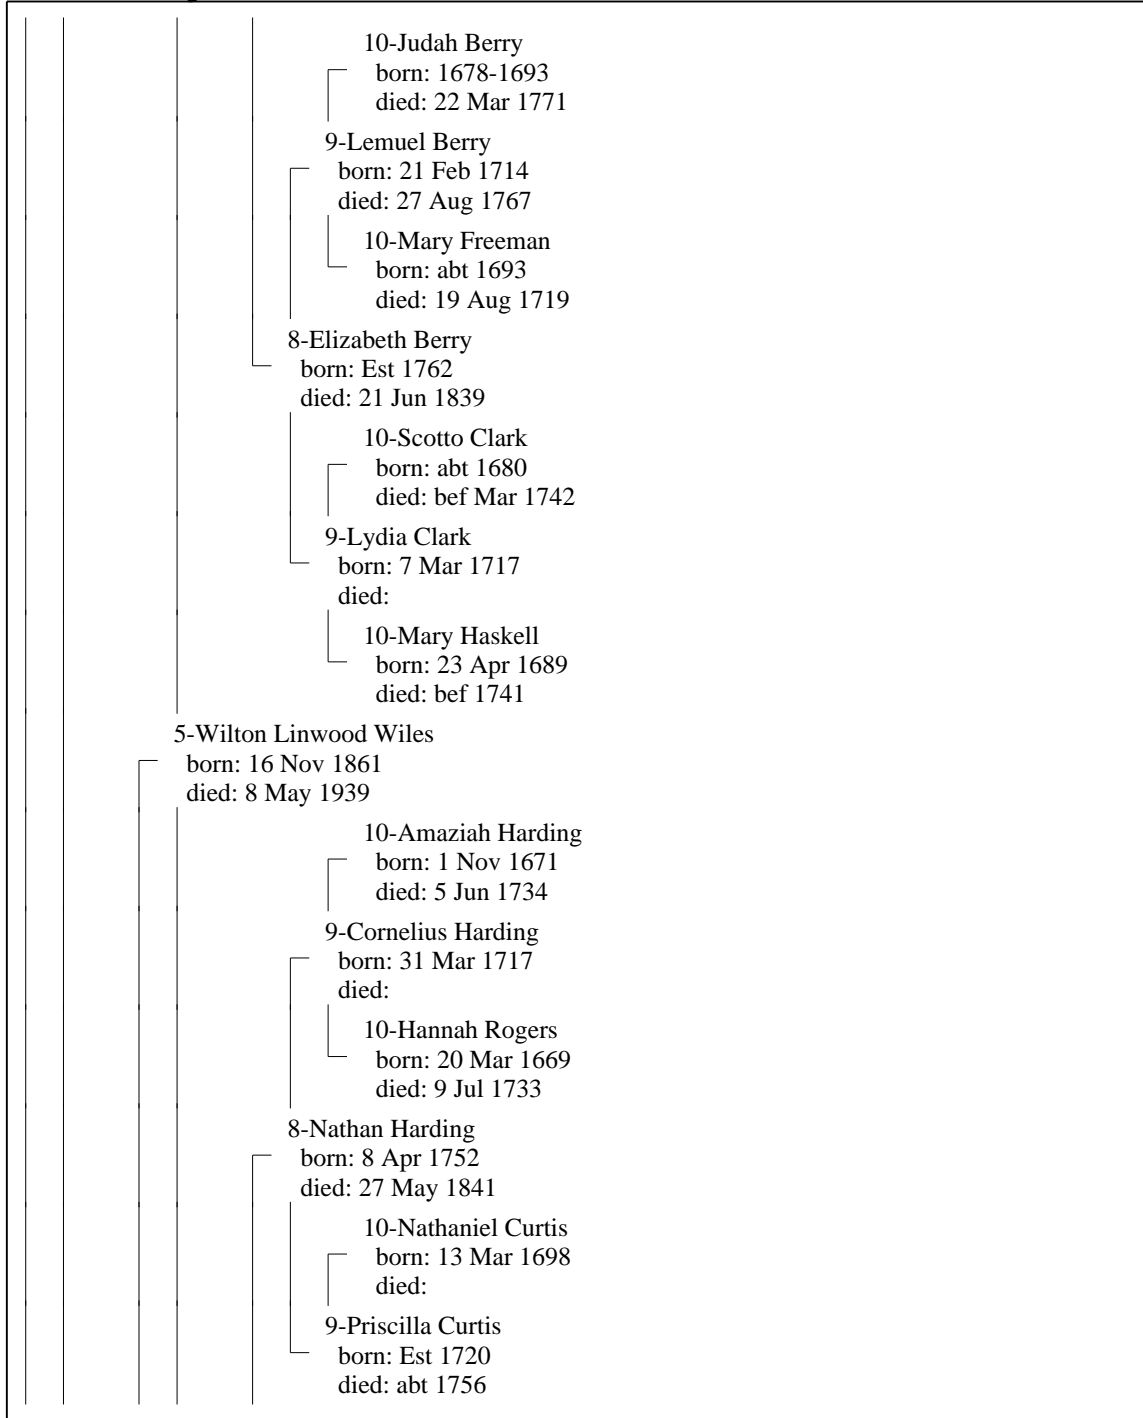 10-Judah Berry
born: 1678-1693
died: 22 Mar 1771
9-Lemuel Berry
born: 21 Feb 1714
died: 27 Aug 1767
10-Mary Freeman
born: abt 1693
died: 19 Aug 1719
8-Elizabeth Berry
born: Est 1762
died: 21 Jun 1839
10-Scotto Clark
born: abt 1680
died: bef Mar 1742
9-Lydia Clark
born: 7 Mar 1717
died:
10-Mary Haskell
born: 23 Apr 1689
died: bef 1741
5-Wilton Linwood Wiles
born: 16 Nov 1861
died: 8 May 1939
10-Amaziah Harding
born: 1 Nov 1671
died: 5 Jun 1734
9-Cornelius Harding
born: 31 Mar 1717
died:
10-Hannah Rogers
born: 20 Mar 1669
died: 9 Jul 1733
8-Nathan Harding
born: 8 Apr 1752
died: 27 May 1841
10-Nathaniel Curtis
born: 13 Mar 1698
died:
9-Priscilla Curtis
born: Est 1720
died: abt 1756